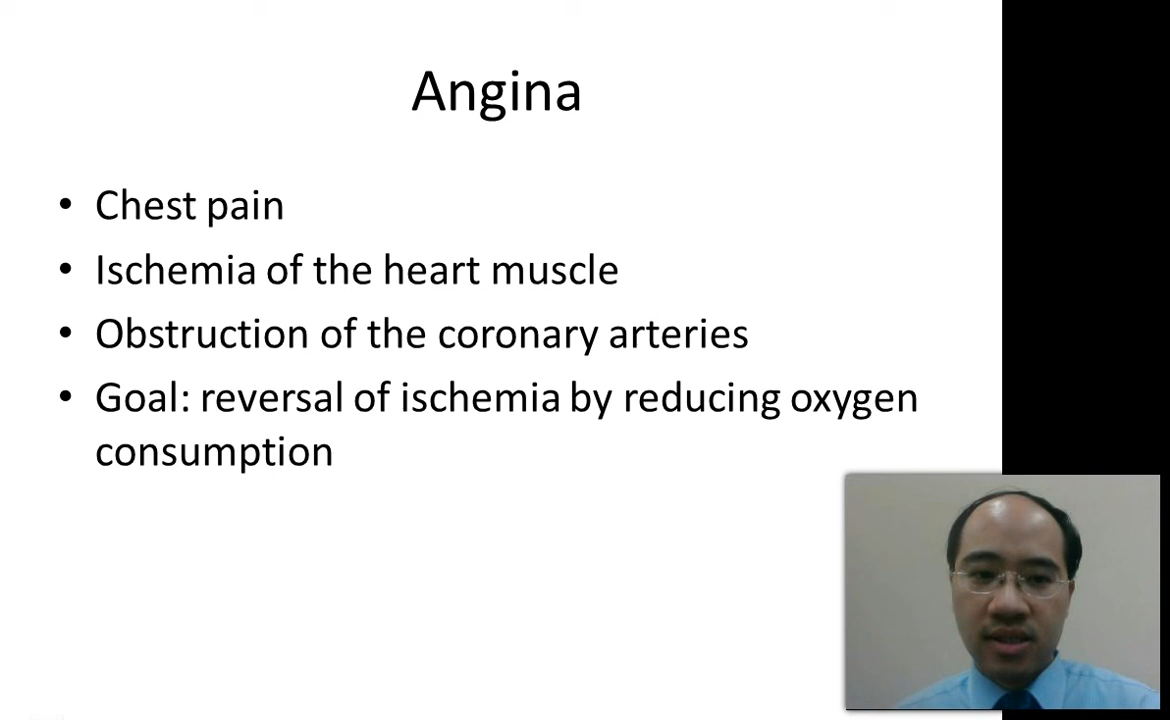 Angina
• Chest pain
• Ischemia of the heart muscle
• Obstruction of the coronary arteries
• Goal: reversal of ischemia by reducing oxygen
consumption